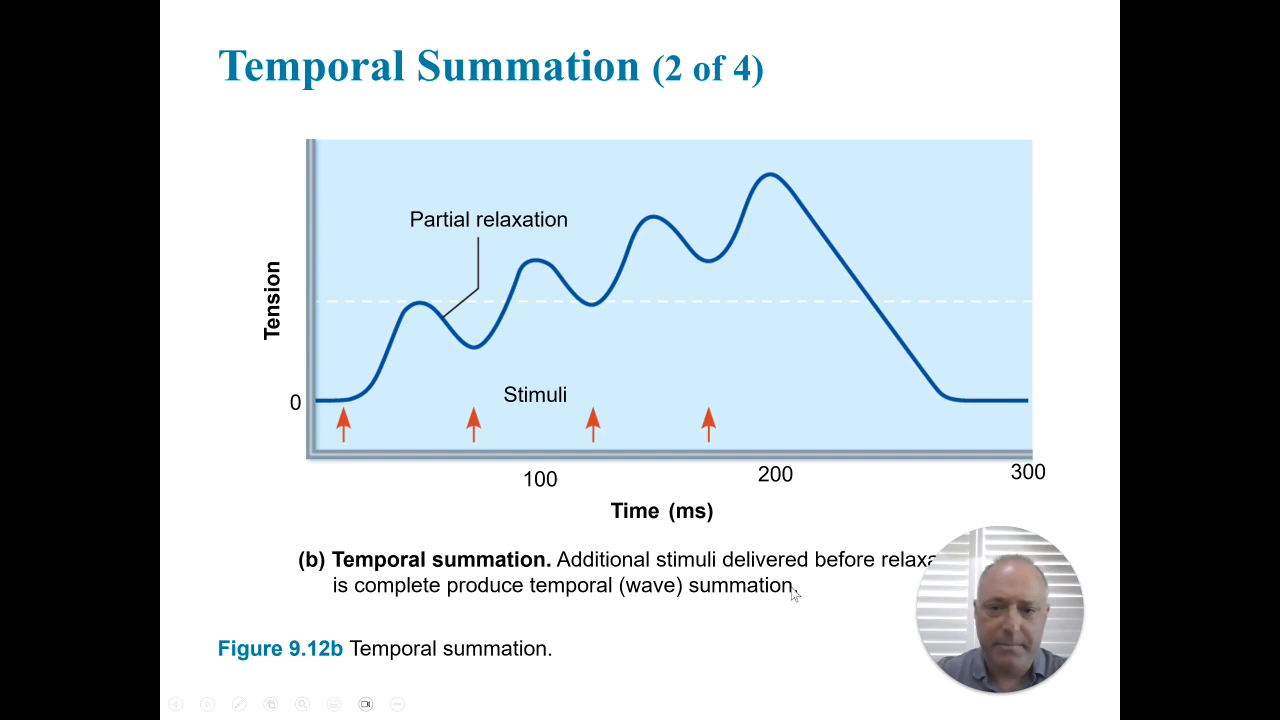 Temporal Summation (2 of 4)
Partial relaxation
Tension
Stimuli
0
100
200
300
Time (ms)
(b) Temporal summation. Additional stimuli delivered before
is complete produce temporal (wave) summation.
Figure 9.12b Temporal summation.